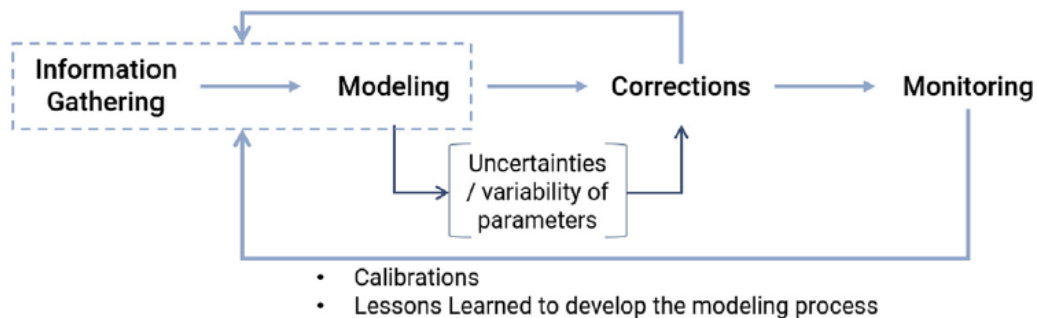 Information
Gathering
Modeling
Corrections
Monitoring
Uncertainties
/ variability of
parameters
• Calibrations
• Lessons Learned to develop the modeling process